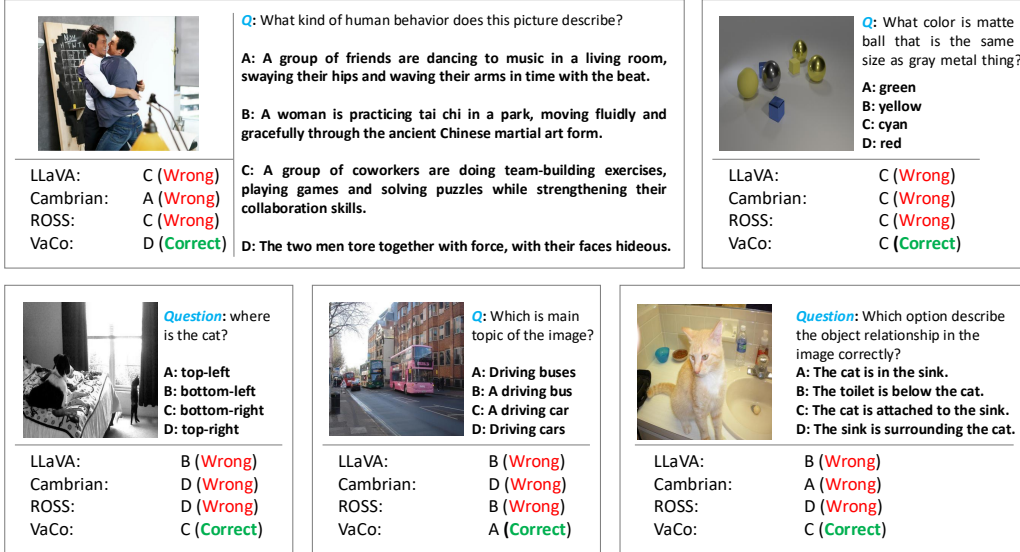 Q: What kind of human behavior does this picture describe?
A: A group of friends are dancing to music in a living room,
swaying their hips and waving their arms in time with the beat.
B: A woman is practicing tai chi in a park, moving fluidly and
gracefully through the ancient Chinese martial art form.
C: A group of coworkers are doing team-building exercises,
playing games and solving puzzles while strengthening their
collaboration skills.
D: The two men tore together with force, with their faces hideous.
LLaVA: C (Wrong)
Cambrian: A (Wrong)
ROSS: C (Wrong)
VaCo: D (Correct)
Q: What color is matte
ball that is the same
size as gray metal thing?
A: green
B: yellow
C: cyan
D: red
LLaVA: C (Wrong)
Cambrian: C (Wrong)
ROSS: C (Wrong)
VaCo: C (Correct)
Question: where
is the cat?
A: top-left
B: bottom-left
C: bottom-right
D: top-right
LLaVA: B (Wrong)
Cambrian: D (Wrong)
ROSS: D (Wrong)
VaCo: C (Correct)
Q: Which is main
topic of the image?
A: Driving buses
B: A driving bus
C: A driving car
D: Driving cars
LLaVA: B (Wrong)
Cambrian: D (Wrong)
ROSS: B (Wrong)
VaCo: A (Correct)
Question: Which option describe
the object relationship in the
image correctly?
A: The cat is in the sink.
B: The toilet is below the cat.
C: The cat is attached to the sink.
D: The sink is surrounding the cat.
LLaVA: B (Wrong)
Cambrian: A (Wrong)
ROSS: D (Wrong)
VaCo: C (Correct)